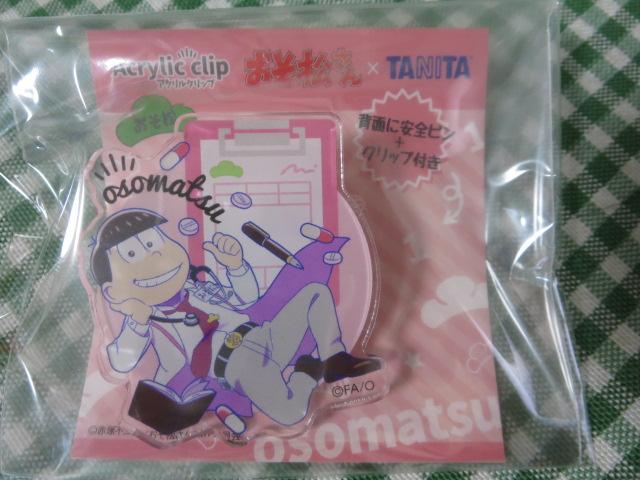 Acrylic clip
アクリルクリップ
おそ松さん × TANITA
背面に安全ピン
+
クリップ付き
おそ松
osomatsu
©FA/O
osomatsu